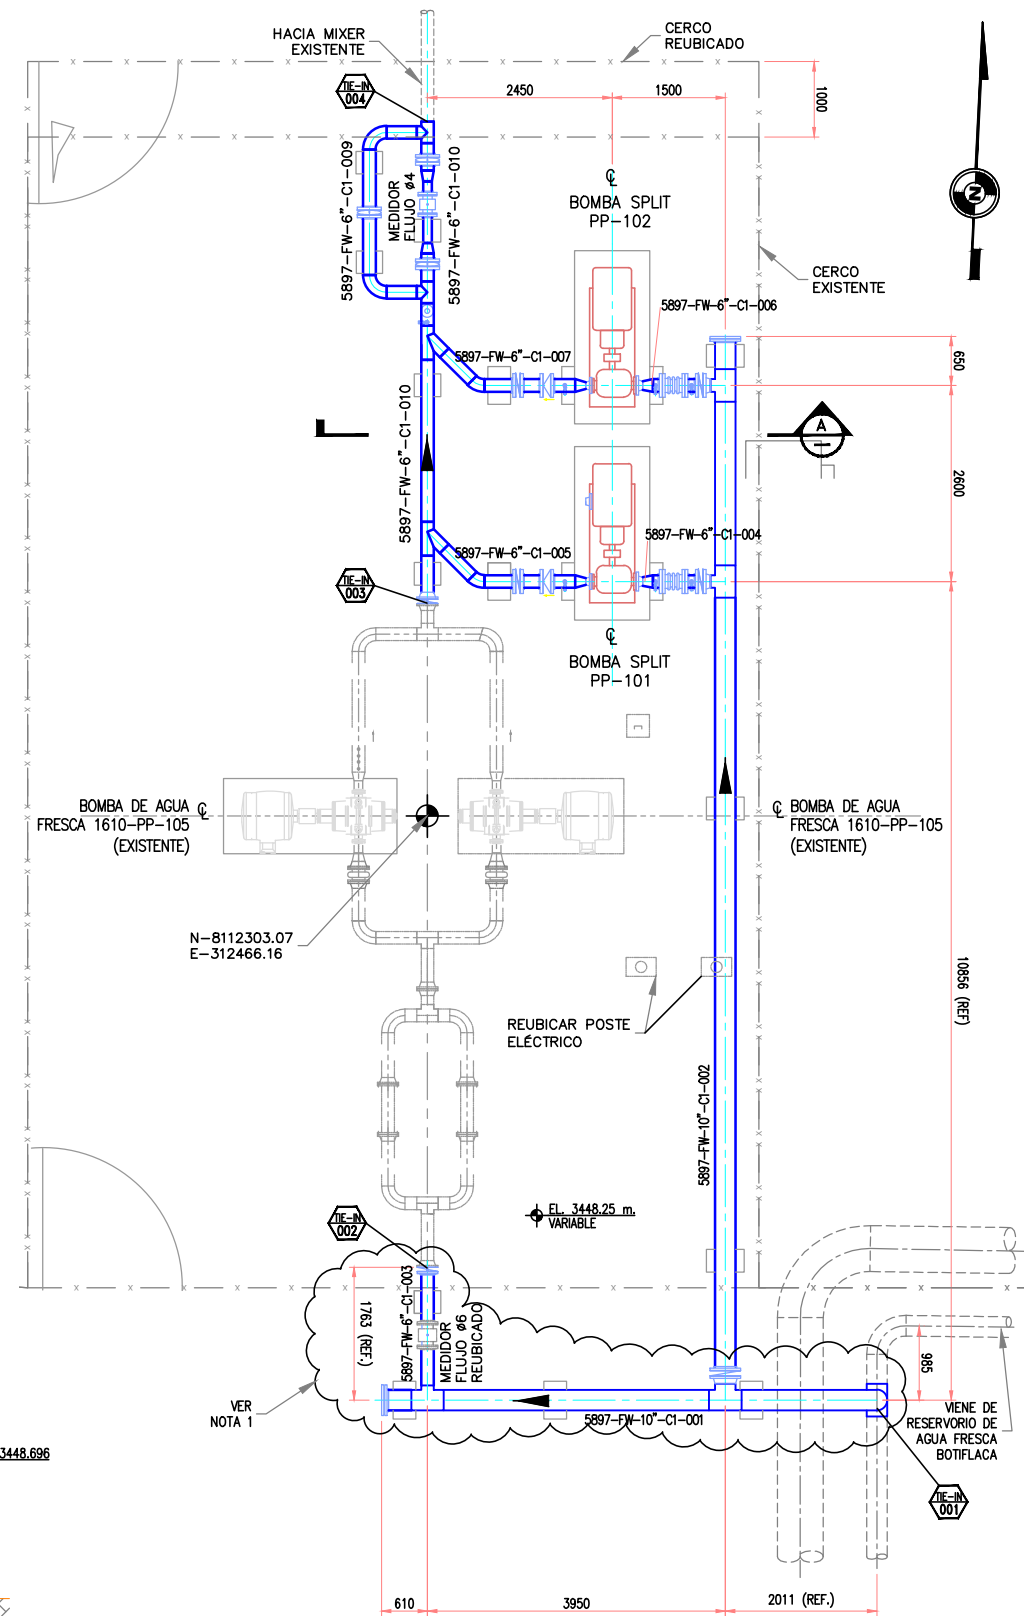 HACIA MIXER
EXISTENTE
CERCO
REUBICADO
TIE-IN
004
2450
1500
1000
5897-FW-6"-C1-009
MEDIDOR
FLUJO ø4
5897-FW-6"-C1-010
BOMBA SPLIT
PP-102
N
CERCO
EXISTENTE
5897-FW-6"-C1-006
5897-FW-6"-C1-007
650
5897-FW-6"-C1-010
A
2600
5897-FW-6"-C1-004
5897-FW-6"-C1-005
TIE-IN
003
BOMBA SPLIT
PP-101
BOMBA DE AGUA
FRESCA 1610-PP-105
(EXISTENTE)
BOMBA DE AGUA
FRESCA 1610-PP-105
(EXISTENTE)
N-8112303.07
E-312466.16
10856 (REF)
REUBICAR POSTE
ELÉCTRICO
5897-FW-10"-C1-002
EL. 3448.25 m.
VARIABLE
TIE-IN
002
1763 (REF.)
5897-FW-6"-C1-003
MEDIDOR
FLUJO ø6
REUBICADO
985
VER
NOTA 1
5897-FW-10"-C1-001
VIENE DE
RESERVORIO DE
AGUA FRESCA
BOTIFLACA
3448.696
TIE-IN
001
610
3950
2011 (REF.)